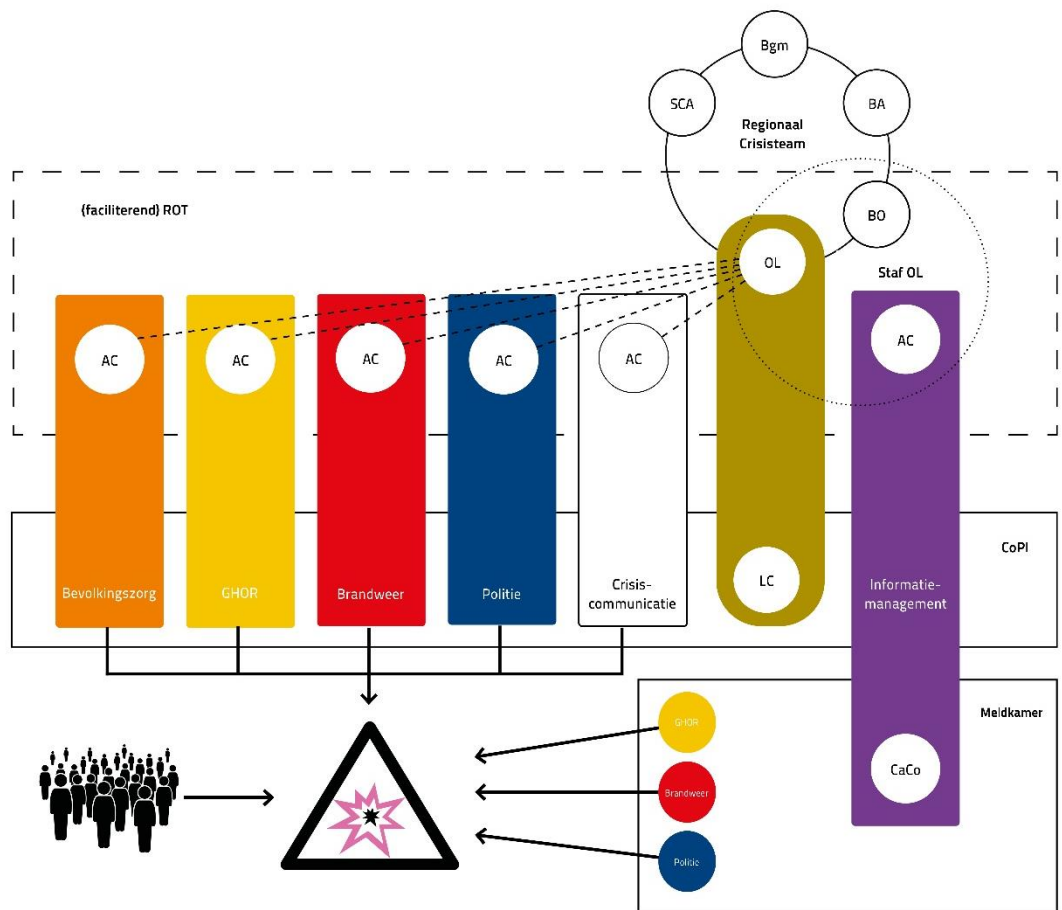 Bgm
SCA
BA
Regionaal
Crisisteam
(faciliterend) ROT
BO
OL
Staf OL
AC
AC
AC
AC
AC
AC
CoPI
LC
Bevolkingszorg
GHOR
Brandweer
Politie
Crisis-
communicatie
Informatie-
management
Meldkamer
GHOR
CaCo
Brandweer
Politie